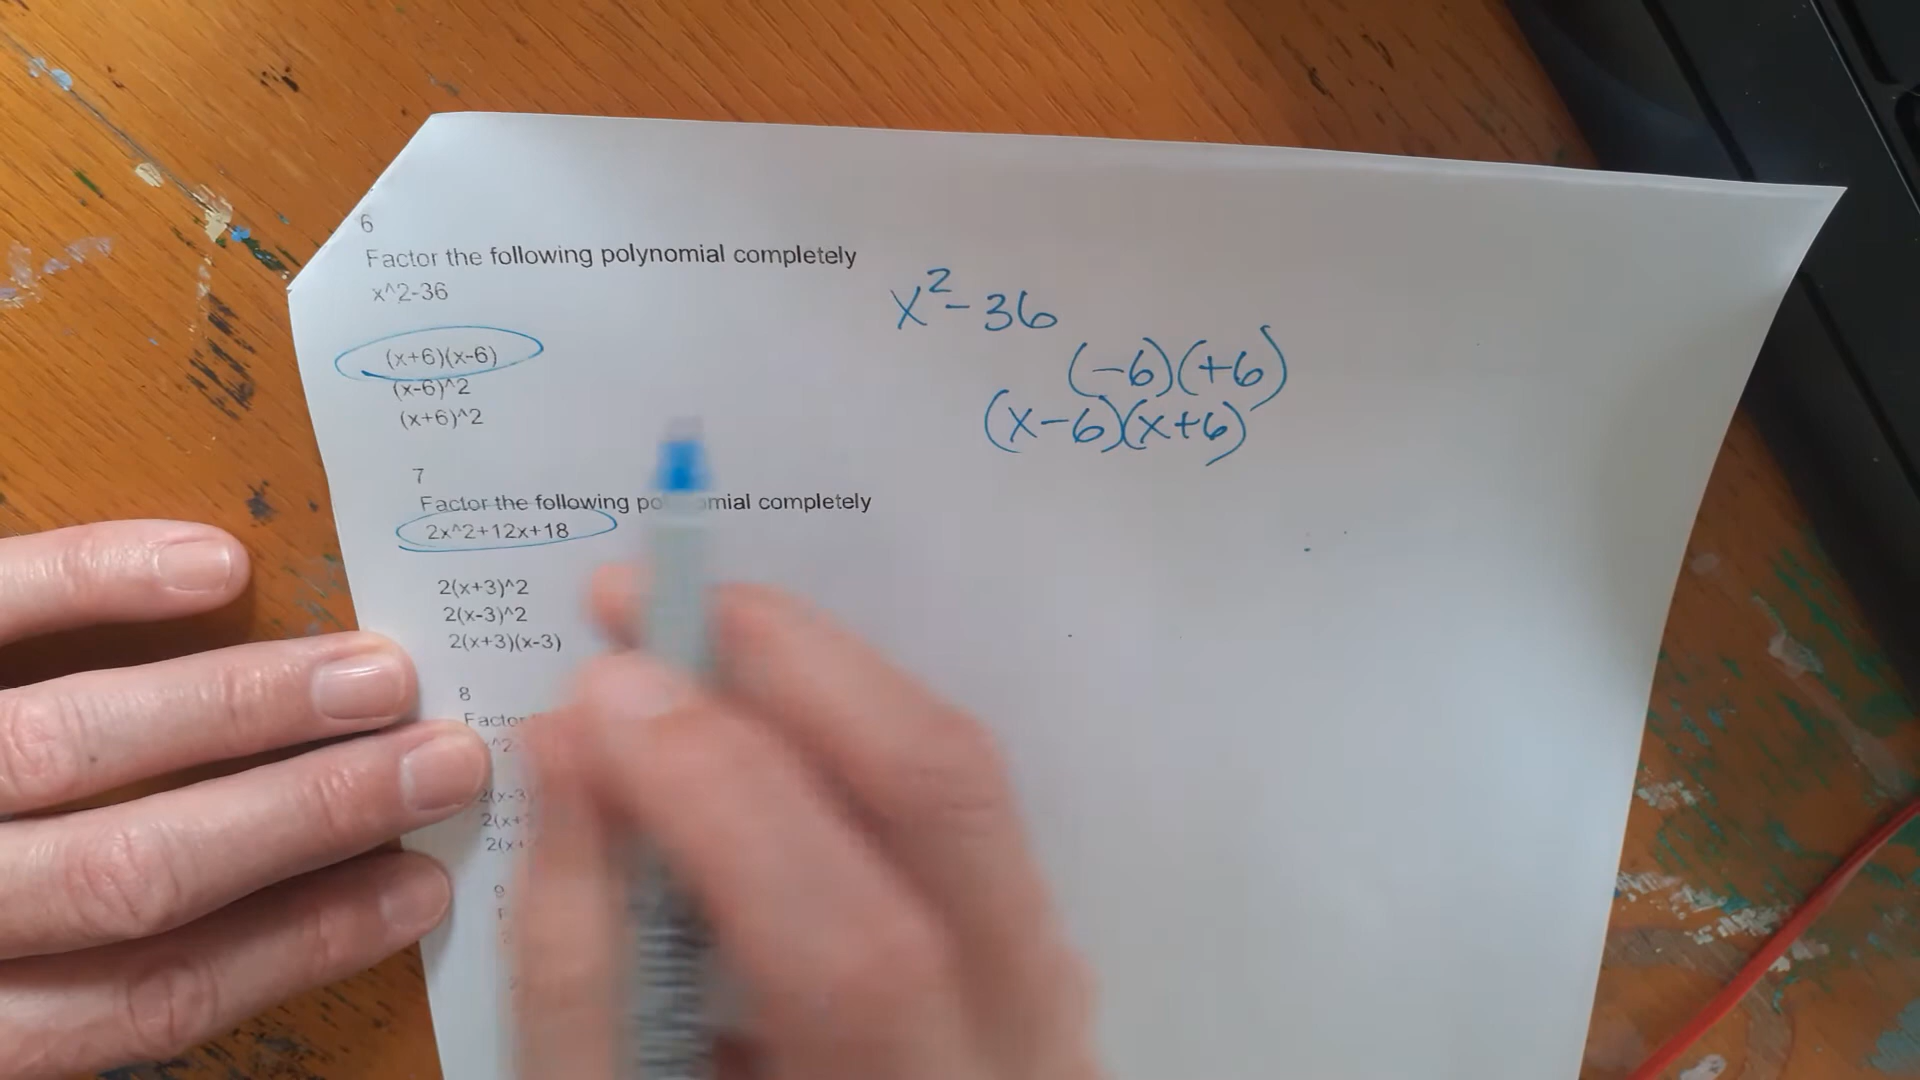 6
Factor the following polynomial completely
x^2-36
x² - 36
(x+6)(x-6)
(-6)(+6)
(x-6)^2
(x-6)(x+6)
(x+6)^2
7
Factor the following completely
2x^2+12x+18
2(x+3)^2
2(x-3)^2
2(x+3)(x-3)
8